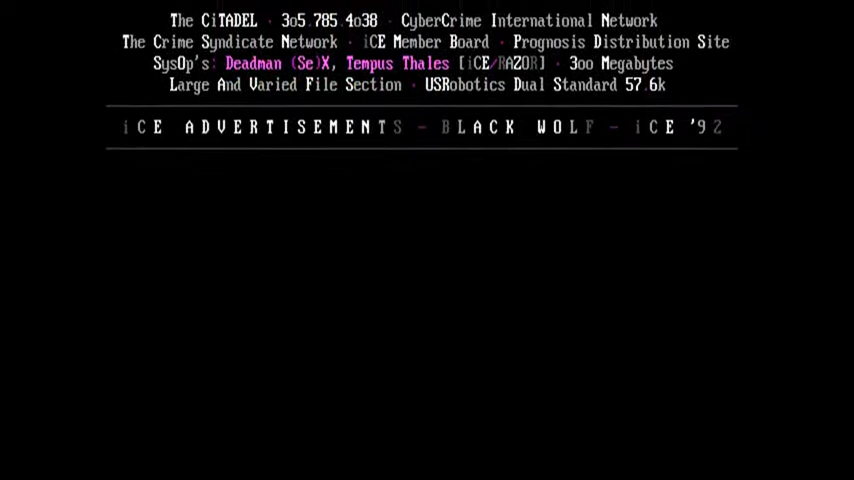 The CiTADEL · 3o5.785.4o38 · CyberCrime International Network
The Crime Syndicate Network · iCE Member Board · Prognosis Distribution Site
SysOp's: Deadman (Se)X, Tempus Thales [iCE/RAZOR] · 3oo Megabytes
Large And Varied File Section · USRobotics Dual Standard 57.6k
iCE ADVERTISEMENTS - BLACK WOLF - iCE '92